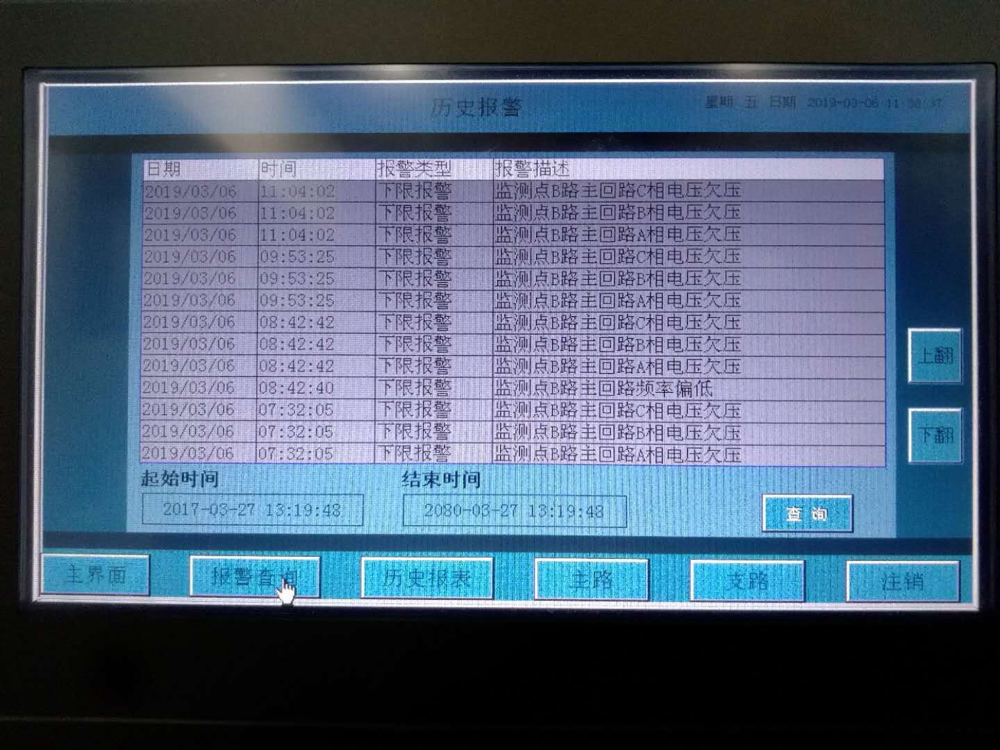 历史报警
星期 五 日期 2019-03-06 11:38:37
日期 时间 报警类型 报警描述
2019/03/06 11:04:02 下限报警 监测点B路主回路C相电压欠压
2019/03/06 11:04:02 下限报警 监测点B路主回路B相电压欠压
2019/03/06 11:04:02 下限报警 监测点B路主回路A相电压欠压
2019/03/06 09:53:25 下限报警 监测点B路主回路C相电压欠压
2019/03/06 09:53:25 下限报警 监测点B路主回路B相电压欠压
2019/03/06 09:53:25 下限报警 监测点B路主回路A相电压欠压
2019/03/06 08:42:42 下限报警 监测点B路主回路C相电压欠压
2019/03/06 08:42:42 下限报警 监测点B路主回路B相电压欠压
2019/03/06 08:42:42 下限报警 监测点B路主回路A相电压欠压
2019/03/06 08:42:40 下限报警 监测点B路主回路频率偏低
2019/03/06 07:32:05 下限报警 监测点B路主回路C相电压欠压
2019/03/06 07:32:05 下限报警 监测点B路主回路B相电压欠压
2019/03/06 07:32:05 下限报警 监测点B路主回路A相电压欠压
上翻
下翻
起始时间 结束时间
2017-03-27 13:19:48 2080-03-27 13:19:48 查询
主界面 报警查询 历史报表 主路 支路 注销